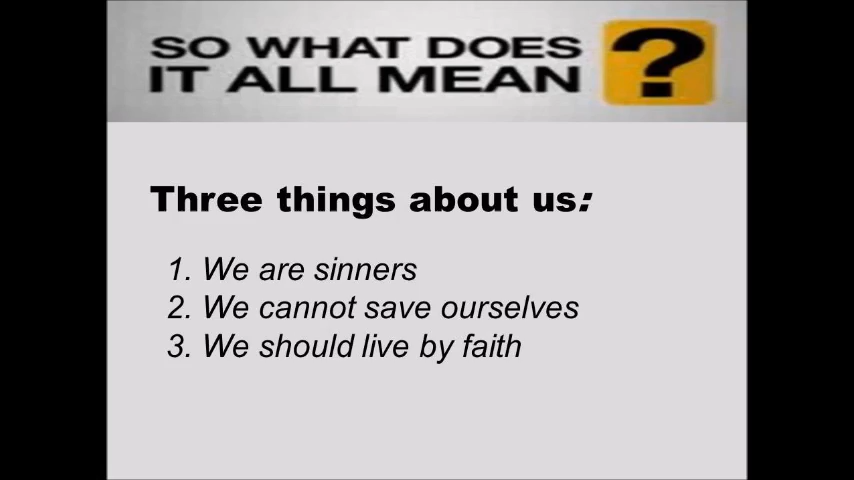 SO WHAT DOES
IT ALL MEAN ?
Three things about us:
1. We are sinners
2. We cannot save ourselves
3. We should live by faith